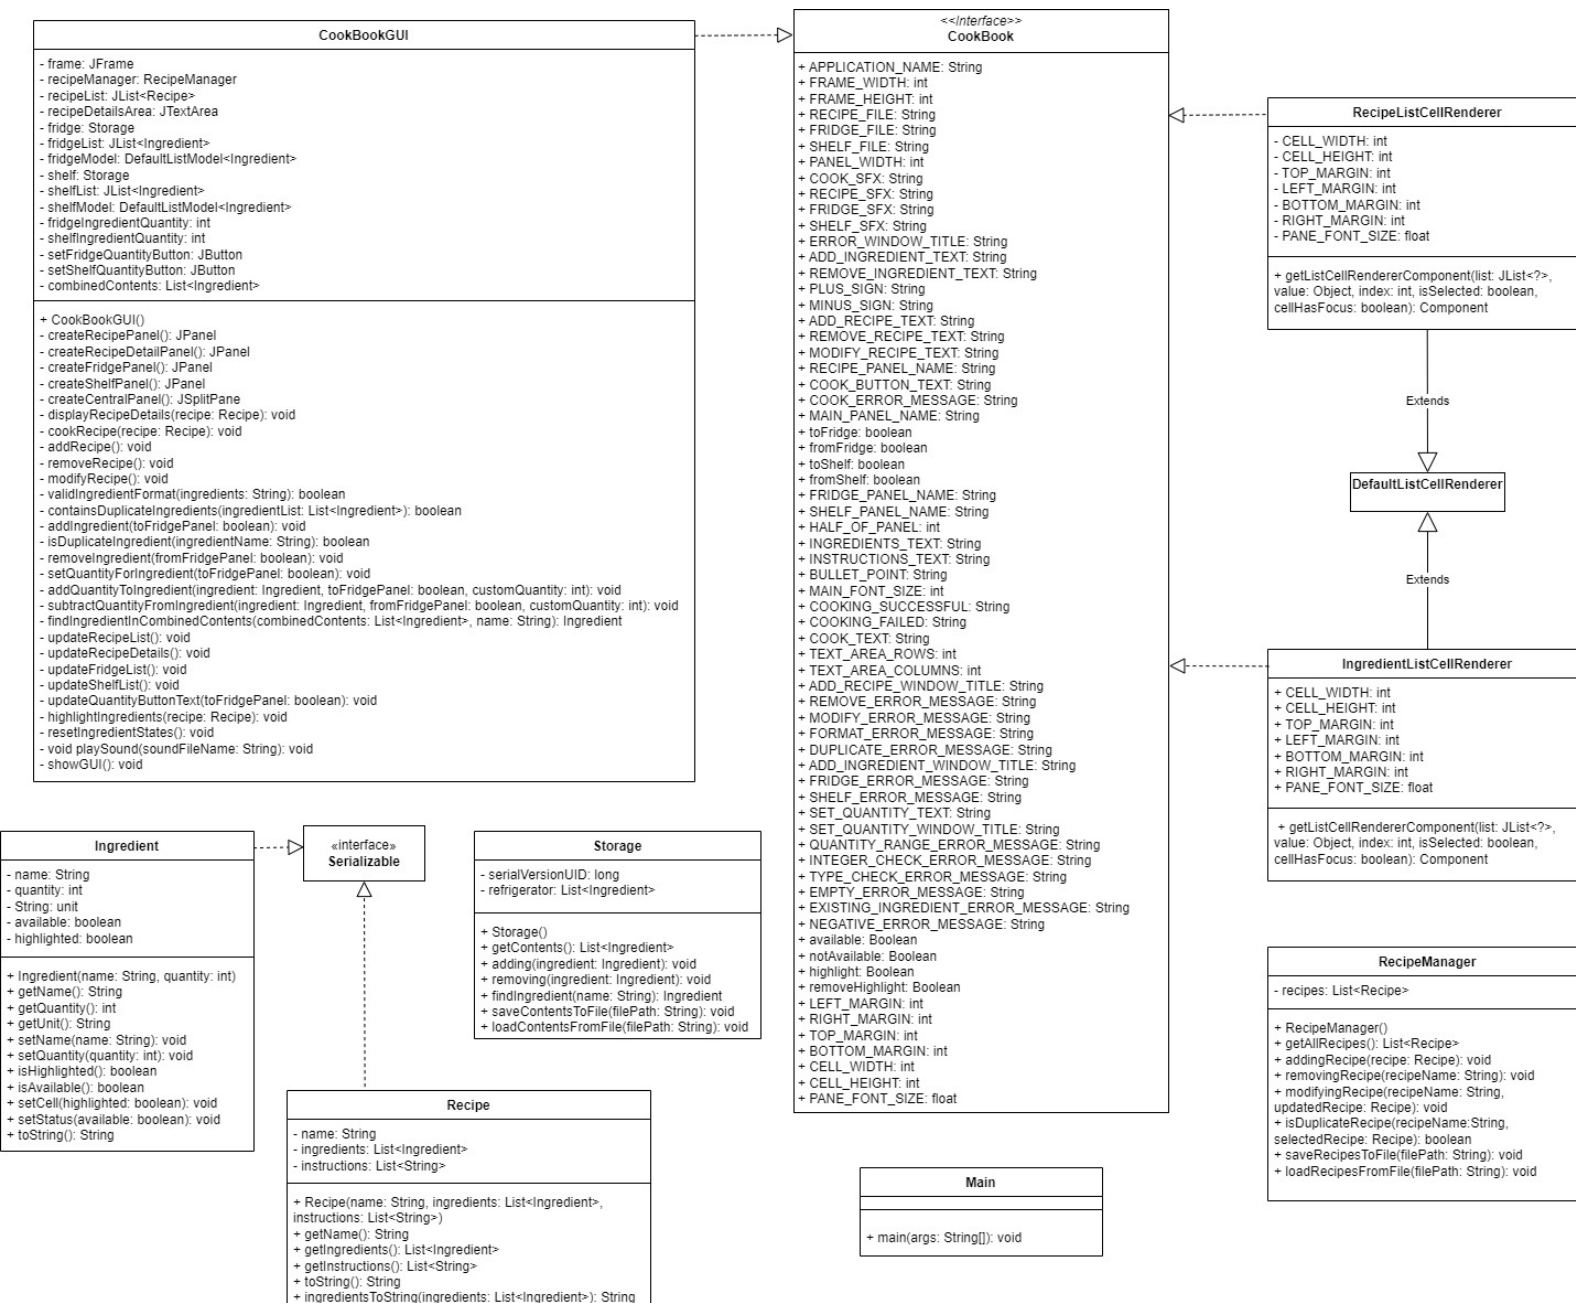 CookBookGUI
- frame: JFrame
- recipeManager: RecipeManager
- recipeList: JList<Recipe>
- recipeDetailsArea: JTextArea
- fridge: Storage
- fridgeList: JList<Ingredient>
- fridgeModel: DefaultListModel<Ingredient>
- shelf: Storage
- shelfList: JList<Ingredient>
- shelfModel: DefaultListModel<Ingredient>
- fridgeIngredientQuantity: int
- shelfIngredientQuantity: int
- setFridgeQuantityButton: JButton
- setShelfQuantityButton: JButton
- combinedContents: List<Ingredient>
+ CookBookGUI()
- createRecipePanel(): JPanel
- createRecipeDetailPanel(): JPanel
- createFridgePanel(): JPanel
- createShelfPanel(): JPanel
- createCentralPanel(): JSplitPane
- displayRecipeDetails(recipe: Recipe): void
- cookRecipe(recipe: Recipe): void
- addRecipe(): void
- removeRecipe(): void
- modifyRecipe(): void
- validIngredientFormat(ingredients: String): boolean
- containsDuplicateIngredients(ingredientList: List<Ingredient>): boolean
- addIngredient(toFridgePanel: boolean): void
- isDuplicateIngredient(ingredientName: String): boolean
- removeIngredient(fromFridgePanel: boolean): void
- setQuantityForIngredient(toFridgePanel: boolean): void
- addQuantityToIngredient(ingredient: Ingredient, toFridgePanel: boolean, customQuantity: int): void
- subtractQuantityFromIngredient(ingredient: Ingredient, fromFridgePanel: boolean, customQuantity: int): void
- findIngredientInCombinedContents(combinedContents: List<Ingredient>, name: String): Ingredient
- updateRecipeList(): void
- updateRecipeDetails(): void
- updateFridgeList(): void
- updateShelfList(): void
- updateQuantityButtonText(toFridgePanel: boolean): void
- highlightIngredients(recipe: Recipe): void
- resetIngredientStates(): void
- void playSound(soundFileName: String): void
- showGUI(): void
<<Interface>>
CookBook
+ APPLICATION_NAME: String
+ FRAME_WIDTH: int
+ FRAME_HEIGHT: int
+ RECIPE_FILE: String
+ FRIDGE_FILE: String
+ SHELF_FILE: String
+ PANEL_WIDTH: int
+ COOK_SFX: String
+ RECIPE_SFX: String
+ FRIDGE_SFX: String
+ SHELF_SFX: String
+ ERROR_WINDOW_TITLE: String
+ ADD_INGREDIENT_TEXT: String
+ REMOVE_INGREDIENT_TEXT: String
+ PLUS_SIGN: String
+ MINUS_SIGN: String
+ ADD_RECIPE_TEXT: String
+ REMOVE_RECIPE_TEXT: String
+ MODIFY_RECIPE_TEXT: String
+ RECIPE_PANEL_NAME: String
+ COOK_BUTTON_TEXT: String
+ COOK_ERROR_MESSAGE: String
+ MAIN_PANEL_NAME: String
+ toFridge: boolean
+ fromFridge: boolean
+ toShelf: boolean
+ fromShelf: boolean
+ FRIDGE_PANEL_NAME: String
+ SHELF_PANEL_NAME: String
+ HALF_OF_PANEL: int
+ INGREDIENTS_TEXT: String
+ INSTRUCTIONS_TEXT: String
+ BULLET_POINT: String
+ MAIN_FONT_SIZE: int
+ COOKING_SUCCESSFUL: String
+ COOKING_FAILED: String
+ COOK_TEXT: String
+ TEXT_AREA_ROWS: int
+ TEXT_AREA_COLUMNS: int
+ ADD_RECIPE_WINDOW_TITLE: String
+ REMOVE_ERROR_MESSAGE: String
+ MODIFY_ERROR_MESSAGE: String
+ FORMAT_ERROR_MESSAGE: String
+ DUPLICATE_ERROR_MESSAGE: String
+ ADD_INGREDIENT_WINDOW_TITLE: String
+ FRIDGE_ERROR_MESSAGE: String
+ SHELF_ERROR_MESSAGE: String
+ SET_QUANTITY_TEXT: String
+ SET_QUANTITY_WINDOW_TITLE: String
+ QUANTITY_RANGE_ERROR_MESSAGE: String
+ INTEGER_CHECK_ERROR_MESSAGE: String
+ TYPE_CHECK_ERROR_MESSAGE: String
+ EMPTY_ERROR_MESSAGE: String
+ EXISTING_INGREDIENT_ERROR_MESSAGE: String
+ NEGATIVE_ERROR_MESSAGE: String
+ available: Boolean
+ notAvailable: Boolean
+ highlight: Boolean
+ removeHighlight: Boolean
+ LEFT_MARGIN: int
+ RIGHT_MARGIN: int
+ TOP_MARGIN: int
+ BOTTOM_MARGIN: int
+ CELL_WIDTH: int
+ CELL_HEIGHT: int
+ PANE_FONT_SIZE: float
RecipeListCellRenderer
- CELL_WIDTH: int
- CELL_HEIGHT: int
- TOP_MARGIN: int
- LEFT_MARGIN: int
- BOTTOM_MARGIN: int
- RIGHT_MARGIN: int
- PANE_FONT_SIZE: float
+ getListCellRendererComponent(list: JList<?>,
value: Object, index: int, isSelected: boolean,
cellHasFocus: boolean): Component
Extends
DefaultListCellRenderer
Extends
IngredientListCellRenderer
+ CELL_WIDTH: int
+ CELL_HEIGHT: int
+ TOP_MARGIN: int
+ LEFT_MARGIN: int
+ BOTTOM_MARGIN: int
+ RIGHT_MARGIN: int
+ PANE_FONT_SIZE: float
+ getListCellRendererComponent(list: JList<?>,
value: Object, index: int, isSelected: boolean,
cellHasFocus: boolean): Component
Ingredient
- name: String
- quantity: int
- String: unit
- available: boolean
- highlighted: boolean
+ Ingredient(name: String, quantity: int)
+ getName(): String
+ getQuantity(): int
+ getUnit(): String
+ setName(name: String): void
+ setQuantity(quantity: int): void
+ isHighlighted(): boolean
+ isAvailable(): boolean
+ setCell(highlighted: boolean): void
+ setStatus(available: boolean): void
+ toString(): String
«interface»
Serializable
Storage
- serialVersionUID: long
- refrigerator: List<Ingredient>
+ Storage()
+ getContents(): List<Ingredient>
+ adding(ingredient: Ingredient): void
+ removing(ingredient: Ingredient): void
+ findIngredient(name: String): Ingredient
+ saveContentsToFile(filePath: String): void
+ loadContentsFromFile(filePath: String): void
Recipe
- name: String
- ingredients: List<Ingredient>
- instructions: List<String>
+ Recipe(name: String, ingredients: List<Ingredient>,
instructions: List<String>)
+ getName(): String
+ getIngredients(): List<Ingredient>
+ getInstructions(): List<String>
+ toString(): String
+ ingredientsToString(ingredients: List<Ingredient>): String
Main
+ main(args: String[]): void
RecipeManager
- recipes: List<Recipe>
+ RecipeManager()
+ getAllRecipes(): List<Recipe>
+ addingRecipe(recipe: Recipe): void
+ removingRecipe(recipeName: String): void
+ modifyingRecipe(recipeName: String,
updatedRecipe: Recipe): void
+ isDuplicateRecipe(recipeName:String,
selectedRecipe: Recipe): boolean
+ saveRecipesToFile(filePath: String): void
+ loadRecipesFromFile(filePath: String): void